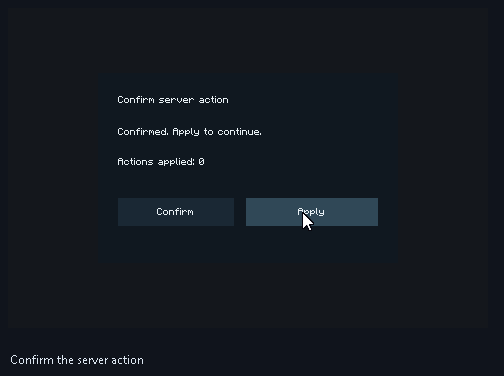 Confirm server action
Confirmed. Apply to continue.
Actions applied: 0
Confirm
Apply
Confirm the server action